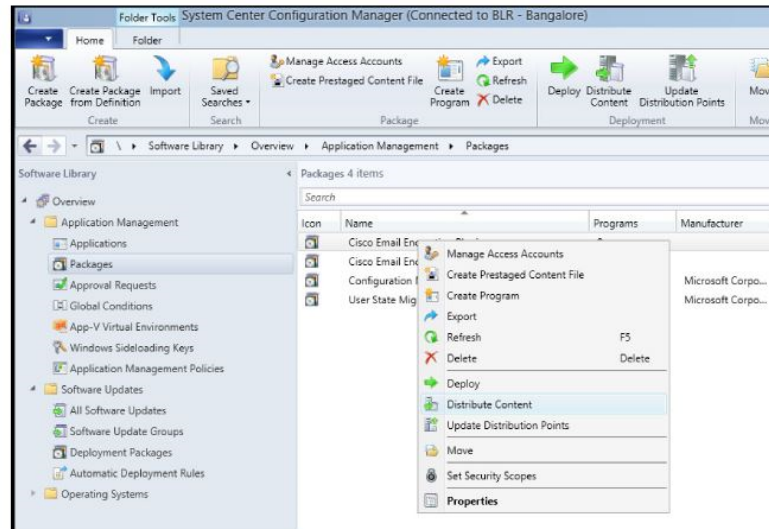 Folder Tools System Center Configuration Manager (Connected to BLR - Bangalore)
Home Folder
Create Package
Create Package from Definition
Import
Saved Searches
Manage Access Accounts
Create Prestaged Content File
Create Program
Export
Refresh
Delete
Deploy
Distribute Content
Update Distribution Points
Create Search Package Deployment
\ Software Library Overview Application Management Packages
Software Library
Packages 4 items
Overview
Search
Application Management
Icon Name Programs Manufacturer
Applications
Packages
Approval Requests
Global Conditions
App-V Virtual Environments
Windows Sideloading Keys
Application Management Policies
Software Updates
All Software Updates
Software Update Groups
Deployment Packages
Automatic Deployment Rules
Operating Systems
Cisco Email
Cisco Email
Configuration Microsoft Corpo...
User State Microsoft Corpo...
Manage Access Accounts
Create Prestaged Content File
Create Program
Export
Refresh F5
Delete Delete
Deploy
Distribute Content
Update Distribution Points
Move
Set Security Scopes
Properties